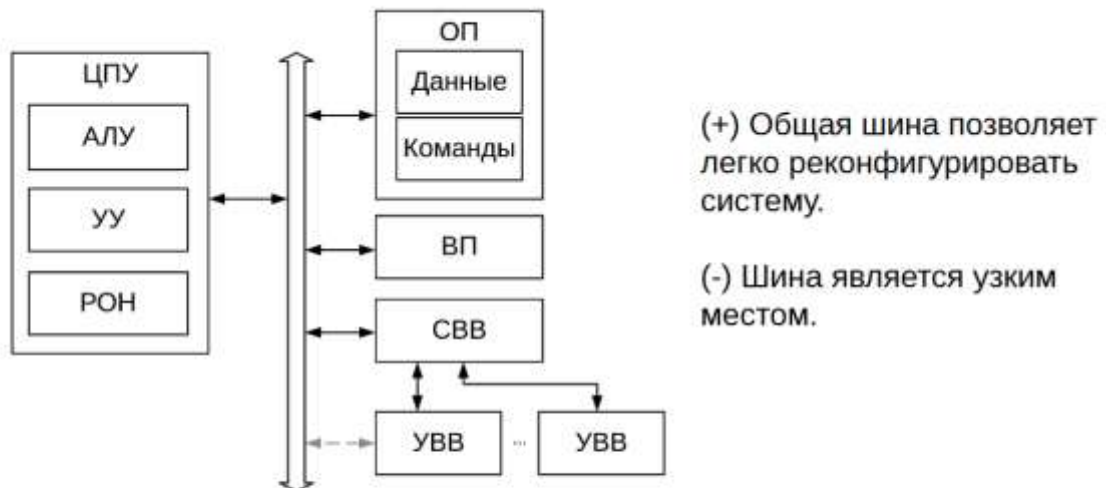 ЦПУ
АЛУ
УУ
РОН
ОП
Данные
Команды
ВП
СВВ
УВВ
...
УВВ
(+) Общая шина позволяет
легко реконфигурировать
систему.
(-) Шина является узким
местом.